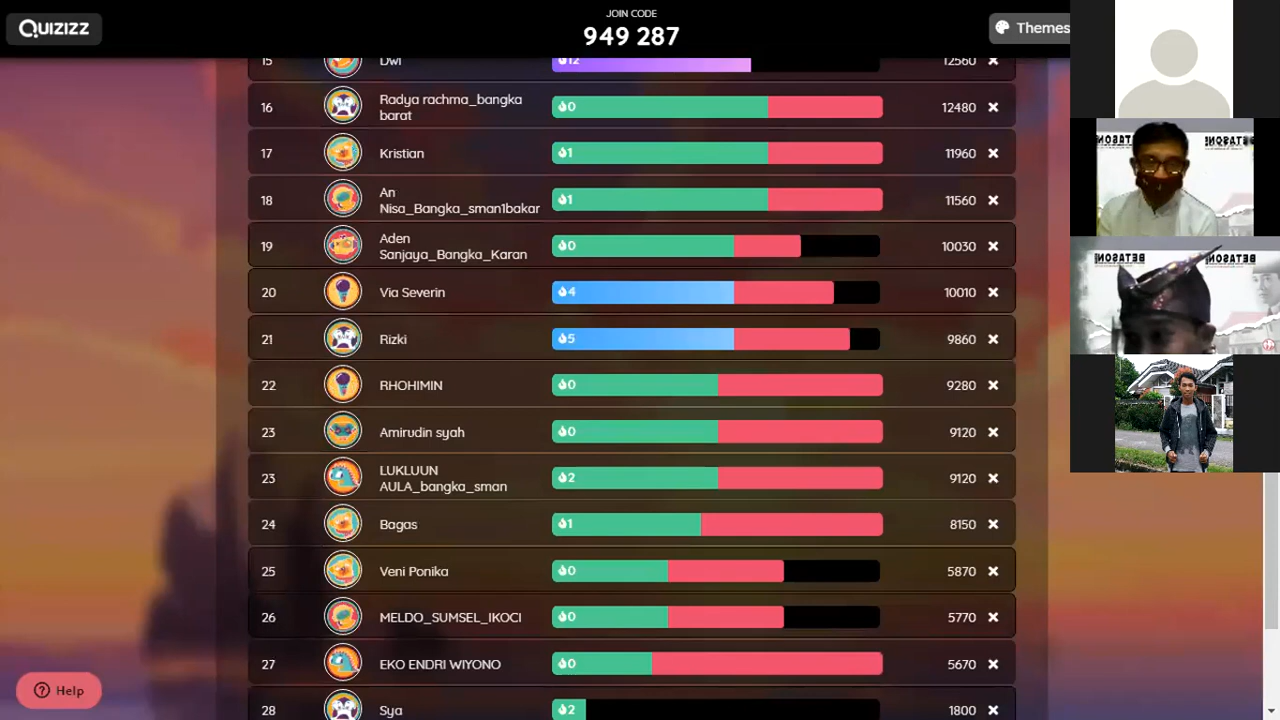 Quizizz
JOIN CODE
949 287
Themes
15 Dwi 12 12560
16 Radya rachma_bangka barat 0 12480
17 Kristian 1 11960
18 An Nisa_Bangka_sman1bakar 1 11560
19 Aden Sanjaya_Bangka_Karan 0 10030
20 Via Severin 4 10010
21 Rizki 5 9860
22 RHOHIMIN 0 9280
23 Amirudin syah 0 9120
23 LUKLUUN AULA_bangka_sman 2 9120
24 Bagas 1 8150
25 Veni Ponika 0 5870
26 MELDO_SUMSEL_IKOCI 0 5770
27 EKO ENDRI WIYONO 0 5670
28 Sya 2 1800
Help